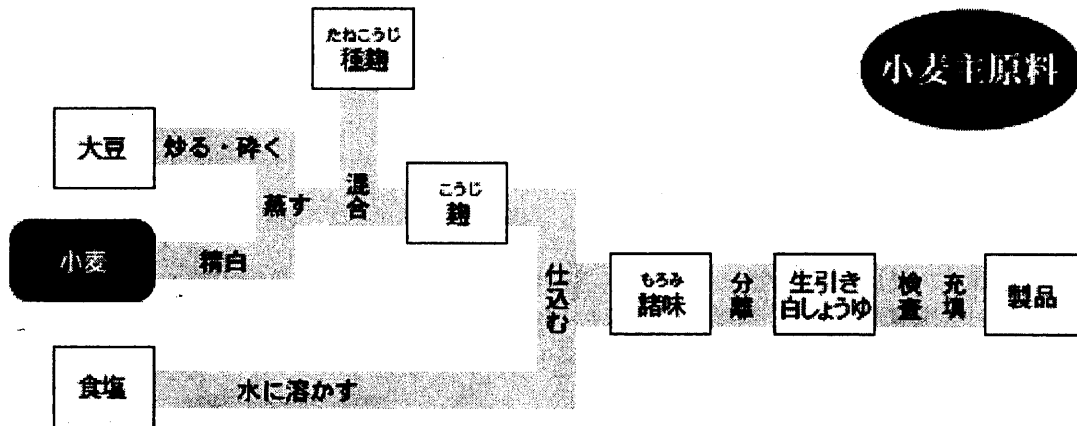 小麦主原料
たねこうじ
種麹
大豆
炒る・砕く
小麦
精白
蒸す
混合
こうじ
麹
食塩
水に溶かす
仕込む
もろみ
諸味
分離
生引き
白しょうゆ
検査
充填
製品